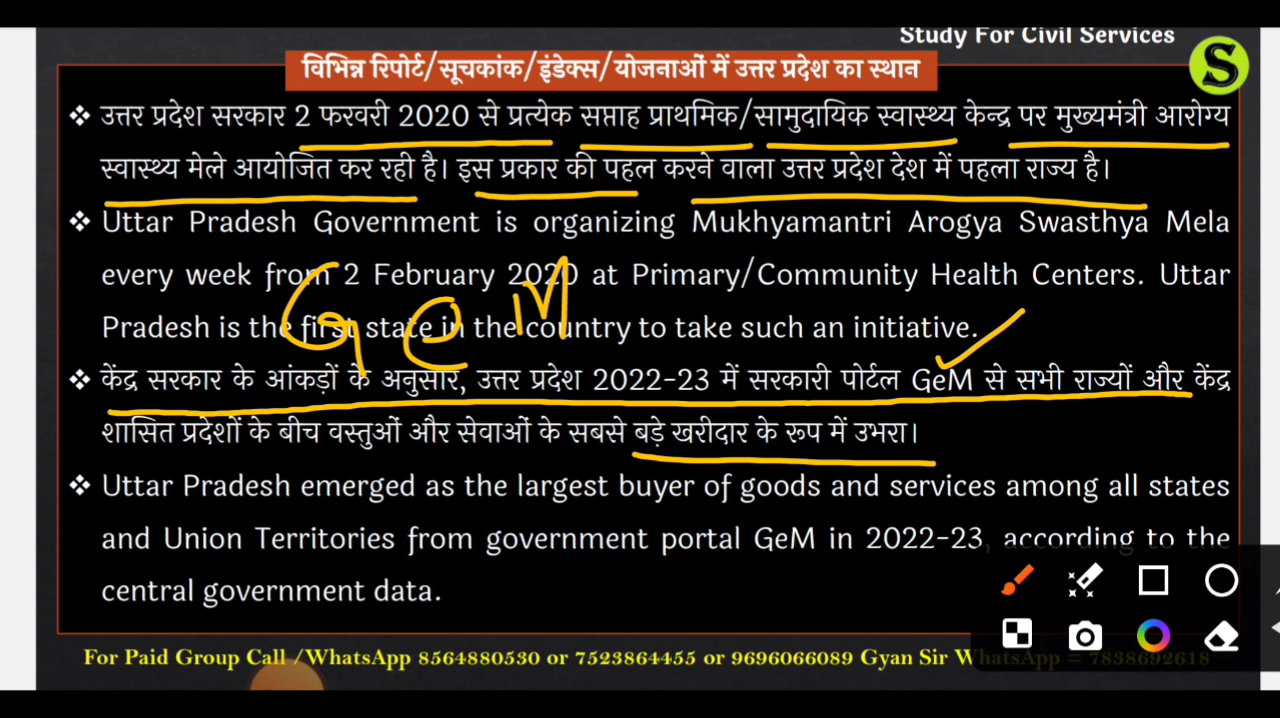 Study For Civil Services
S
विभिन्न रिपोर्ट/सूचकांक/इंडेक्स/योजनाओं में उत्तर प्रदेश का स्थान
❖ उत्तर प्रदेश सरकार 2 फरवरी 2020 से प्रत्येक सप्ताह प्राथमिक/सामुदायिक स्वास्थ्य केन्द्र पर मुख्यमंत्री आरोग्य
स्वास्थ्य मेले आयोजित कर रही है। इस प्रकार की पहल करने वाला उत्तर प्रदेश देश में पहला राज्य है।
❖ Uttar Pradesh Government is organizing Mukhyamantri Arogya Swasthya Mela
every week from 2 February 2020 at Primary/Community Health Centers. Uttar
Pradesh is the first state in the country to take such an initiative.
GeM
❖ केंद्र सरकार के आंकड़ों के अनुसार, उत्तर प्रदेश 2022-23 में सरकारी पोर्टल GeM से सभी राज्यों और केंद्र
शासित प्रदेशों के बीच वस्तुओं और सेवाओं के सबसे बड़े खरीदार के रूप में उभरा।
❖ Uttar Pradesh emerged as the largest buyer of goods and services among all states
and Union Territories from government portal GeM in 2022-23, according to the
central government data.
For Paid Group Call /WhatsApp 8564880530 or 7523864455 or 9696066089 Gyan Sir WhatsApp = 7838692618